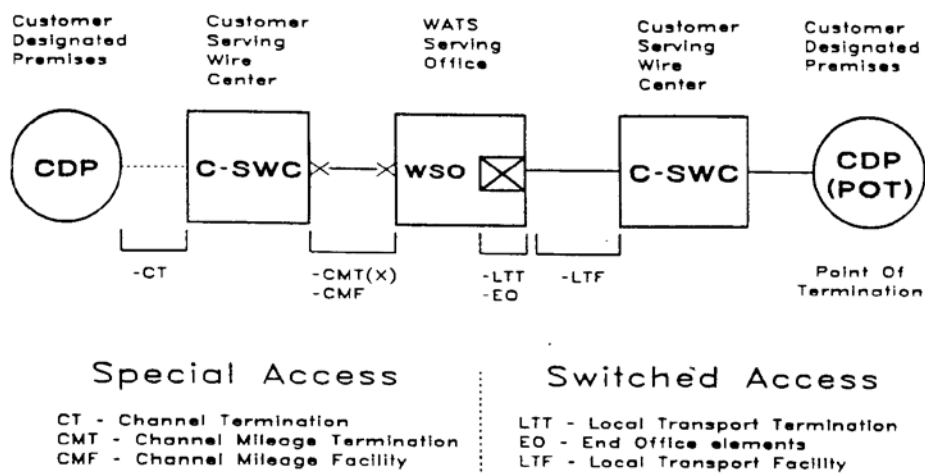 Customer
Designated
Premises
Customer
Serving
Wire
Center
WATS
Serving
Office
Customer
Serving
Wire
Center
Customer
Designated
Premises
CDP
C-SWC
WSO
C-SWC
CDP
(POT)
-CT
-CMT(X)
-CMF
-LTT
-EO
-LTF
Point Of
Termination
Special Access
CT - Channel Termination
CMT - Channel Mileage Termination
CMF - Channel Mileage Facility
Switched Access
LTT - Local Transport Termination
EO - End Office elements
LTF - Local Transport Facility